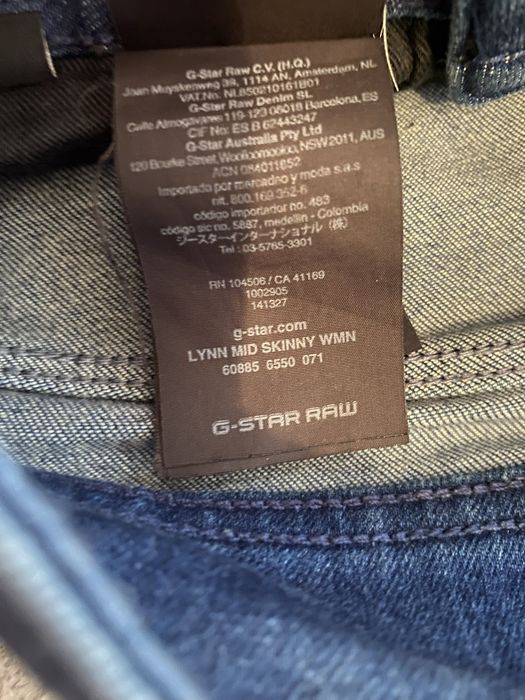 G-Star Raw C.V. (H.Q.)
Joan Muyskenweg 39, 1114 AN, Amsterdam, NL
VAT.No: NL850210161B01
G-Star Raw Denim SL
Calle Almogavares 119-123 08018 Barcelona, ES
CIF No: ES B 62443247
G-Star Australia Pty Ltd
120 Bourke Street, Woolloomooloo, NSW2011, AUS
ACN 084011652
Importado por mercadeo y moda s.a.s
nit. 800.169.352-6
código importador no. 483
código sic no. 5887, medellin - Colombia
ジースターインターナショナル（株）
Tel : 03-5765-3301
RN 104506 / CA 41169
1002905
141327
g-star.com
LYNN MID SKINNY WMN
60885 6550 071
G-STAR RAW